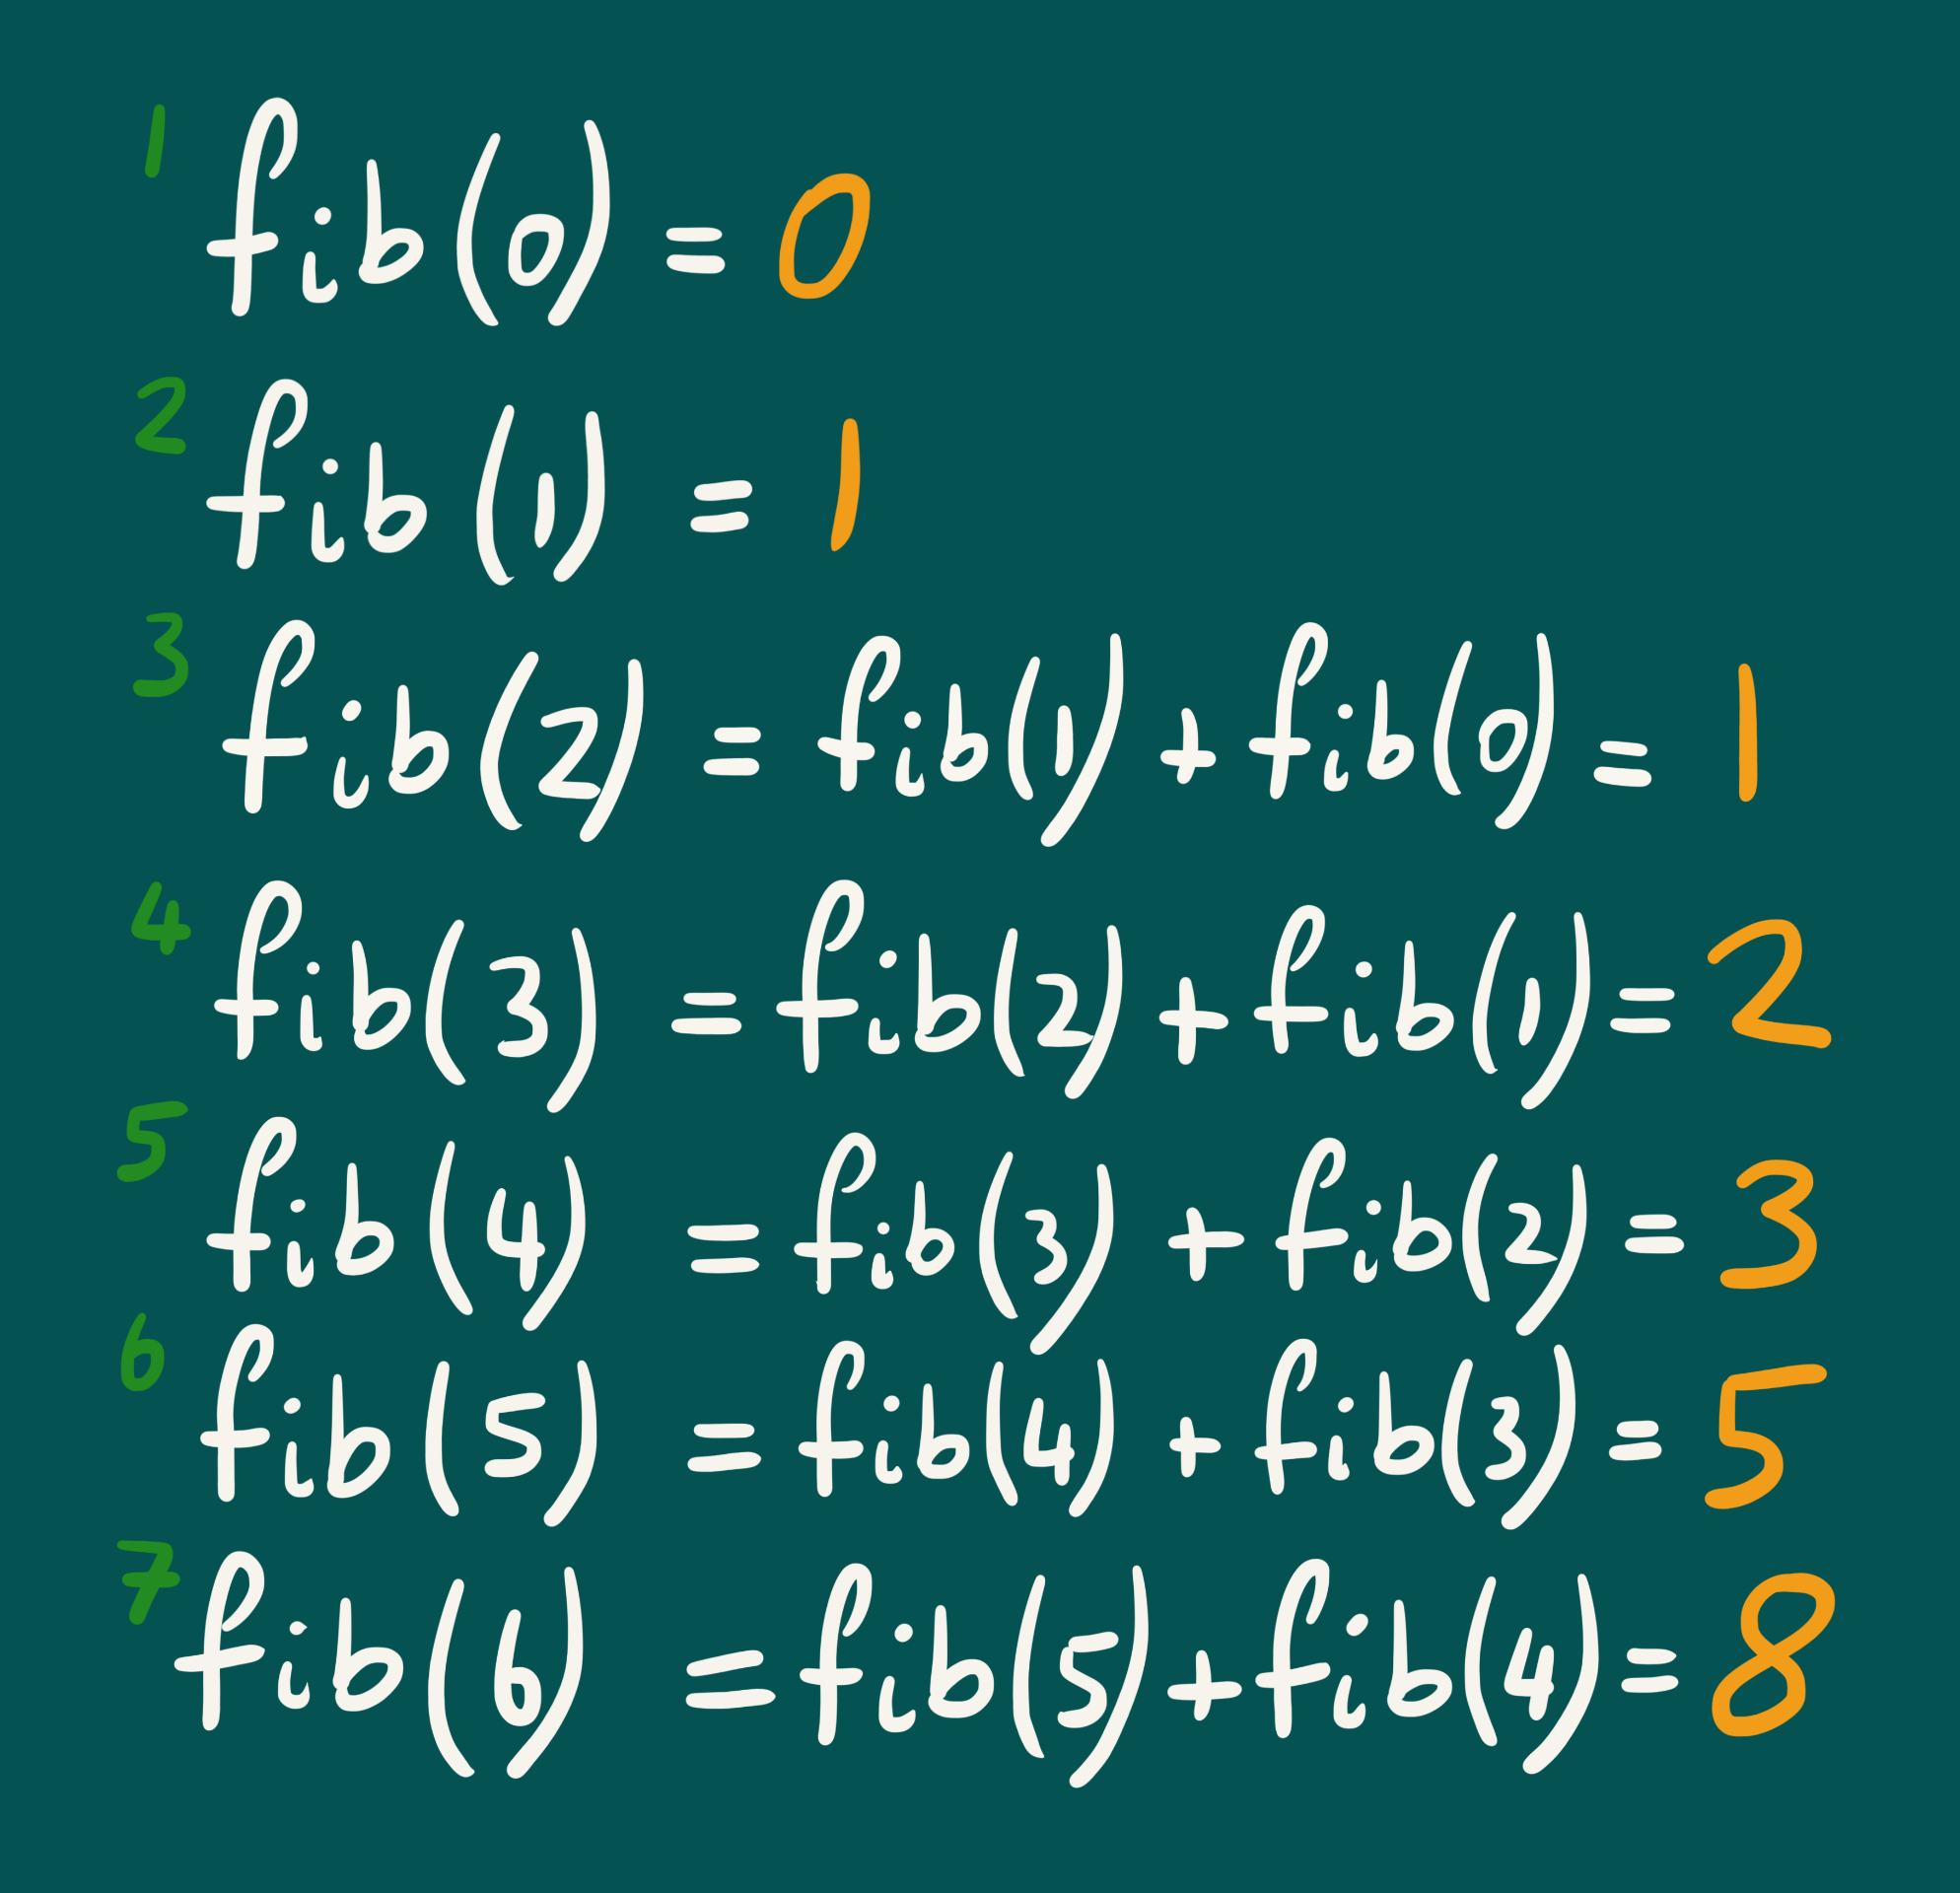 1 fib(0) = 0
2 fib(1) = 1
3 fib(2) = fib(1) + fib(0) = 1
4 fib(3) = fib(2) + fib(1) = 2
5 fib(4) = fib(3) + fib(2) = 3
6 fib(5) = fib(4) + fib(3) = 5
7 fib(6) = fib(5) + fib(4) = 8